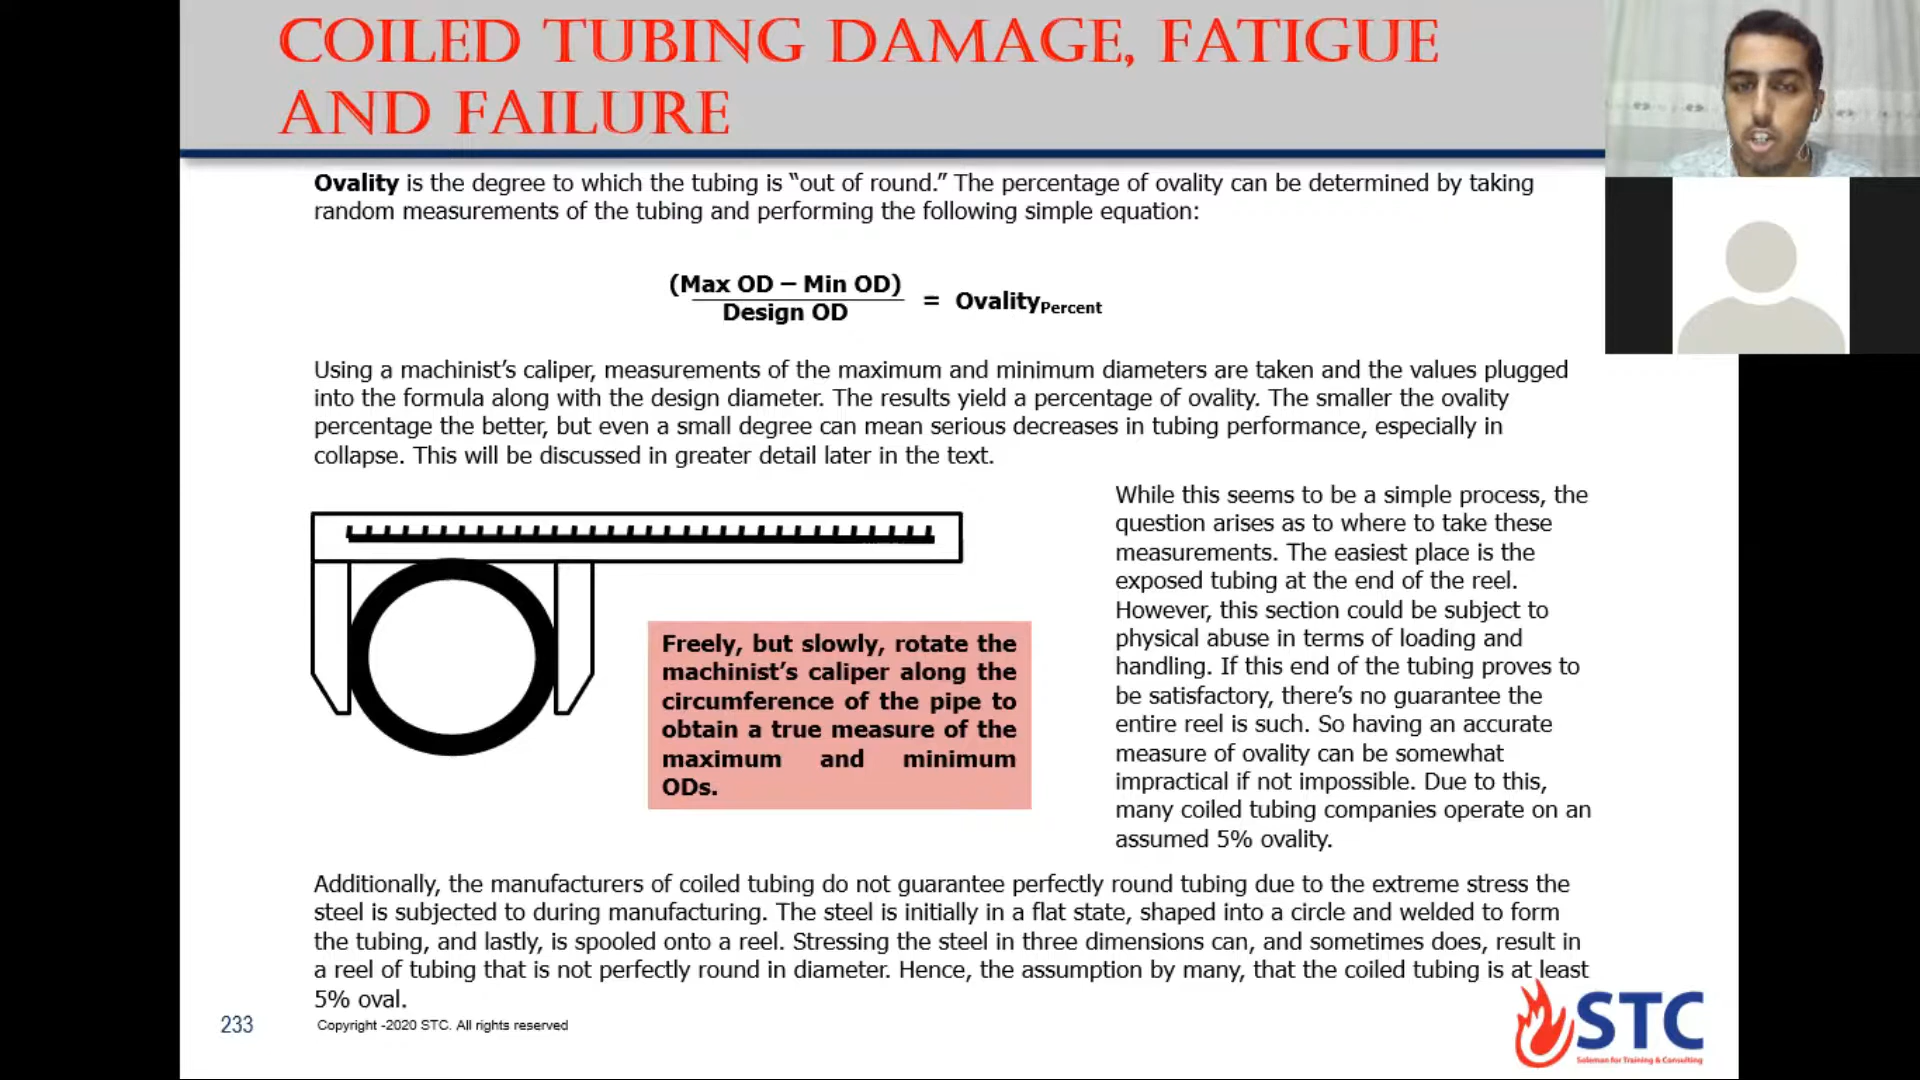 COILED TUBING DAMAGE, FATIGUE
AND FAILURE
Ovality is the degree to which the tubing is “out of round.” The percentage of ovality can be determined by taking
random measurements of the tubing and performing the following simple equation:
(Max OD – Min OD)
Design OD
= Ovality Percent
Using a machinist’s caliper, measurements of the maximum and minimum diameters are taken and the values plugged
into the formula along with the design diameter. The results yield a percentage of ovality. The smaller the ovality
percentage the better, but even a small degree can mean serious decreases in tubing performance, especially in
collapse. This will be discussed in greater detail later in the text.
While this seems to be a simple process, the
question arises as to where to take these
measurements. The easiest place is the
exposed tubing at the end of the reel.
However, this section could be subject to
physical abuse in terms of loading and
handling. If this end of the tubing proves to
be satisfactory, there’s no guarantee the
entire reel is such. So having an accurate
measure of ovality can be somewhat
impractical if not impossible. Due to this,
many coiled tubing companies operate on an
assumed 5% ovality.
Freely, but slowly, rotate the
machinist’s caliper along the
circumference of the pipe to
obtain a true measure of the
maximum and minimum
ODs.
Additionally, the manufacturers of coiled tubing do not guarantee perfectly round tubing due to the extreme stress the
steel is subjected to during manufacturing. The steel is initially in a flat state, shaped into a circle and welded to form
the tubing, and lastly, is spooled onto a reel. Stressing the steel in three dimensions can, and sometimes does, result in
a reel of tubing that is not perfectly round in diameter. Hence, the assumption by many, that the coiled tubing is at least
5% oval.
233
Copyright -2020 STC. All rights reserved
STC
Soleman for Training & Consulting